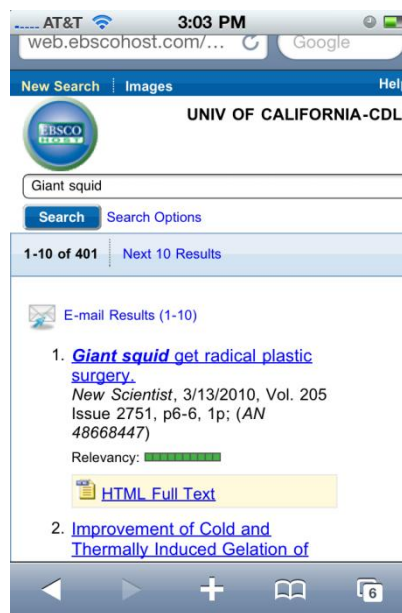 AT&T 3:03 PM
web.ebscohost.com/... Google
New Search Images Help
EBSCO
HOST
UNIV OF CALIFORNIA-CDL
Giant squid
Search Search Options
1-10 of 401 Next 10 Results
E-mail Results (1-10)
1. Giant squid get radical plastic
surgery.
New Scientist, 3/13/2010, Vol. 205
Issue 2751, p6-6, 1p; (AN
48668447)
Relevancy:
HTML Full Text
2. Improvement of Cold and
Thermally Induced Gelation of
6